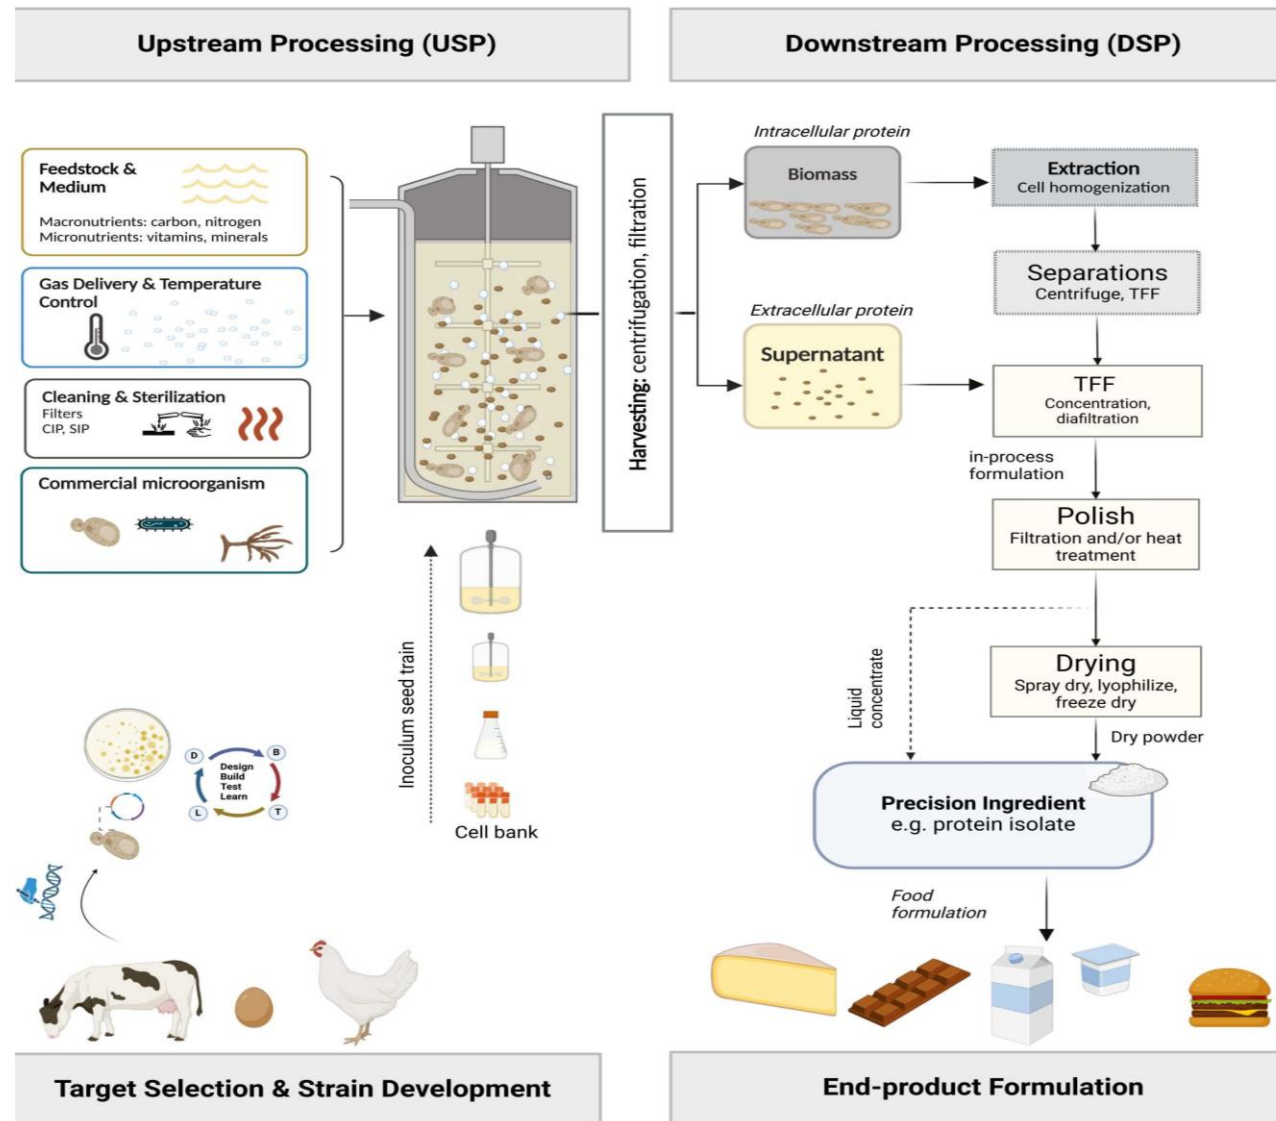 Upstream Processing (USP)
Downstream Processing (DSP)
Feedstock &
Medium
Macronutrients: carbon, nitrogen
Micronutrients: vitamins, minerals
Gas Delivery & Temperature
Control
Cleaning & Sterilization
Filters
CIP, SIP
Commercial microorganism
Harvesting: centrifugation, filtration
Intracellular protein
Biomass
Extracellular protein
Supernatant
Extraction
Cell homogenization
Separations
Centrifuge, TFF
TFF
Concentration,
diafiltration
in-process
formulation
Polish
Filtration and/or heat
treatment
Liquid
concentrate
Drying
Spray dry, lyophilize,
freeze dry
Dry powder
Precision Ingredient
e.g. protein isolate
Food
formulation
Inoculum seed train
Cell bank
D
B
Design
Build
Test
Learn
L
T
Target Selection & Strain Development
End-product Formulation